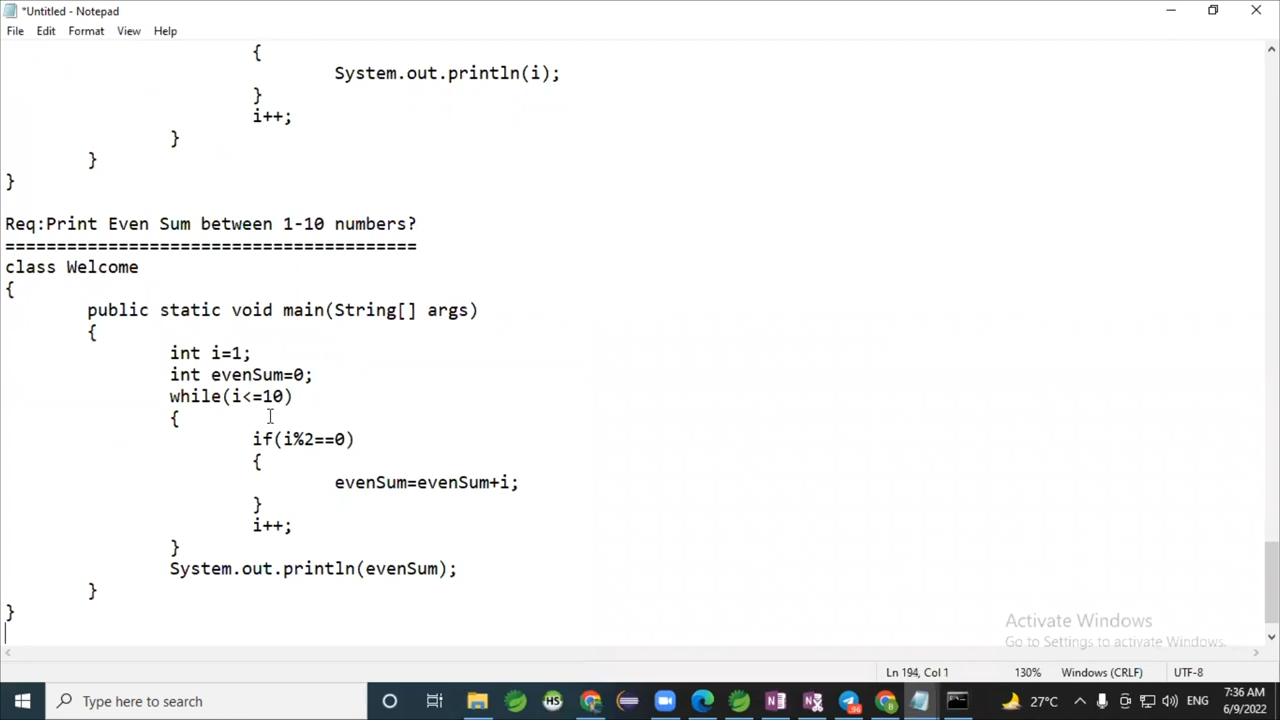 *Untitled - Notepad
File Edit Format View Help
{
System.out.println(i);
}
i++;
}
}
}
Req:Print Even Sum between 1-10 numbers?
========================================
class Welcome
{
public static void main(String[] args)
{
int i=1;
int evenSum=0;
while(i<=10)
{
if(i%2==0)
{
evenSum=evenSum+i;
}
i++;
}
System.out.println(evenSum);
}
}
Activate Windows
Go to Settings to activate Windows.
Ln 194, Col 1 130% Windows (CRLF) UTF-8
Type here to search HS 96 27°C ENG 7:36 AM
6/9/2022